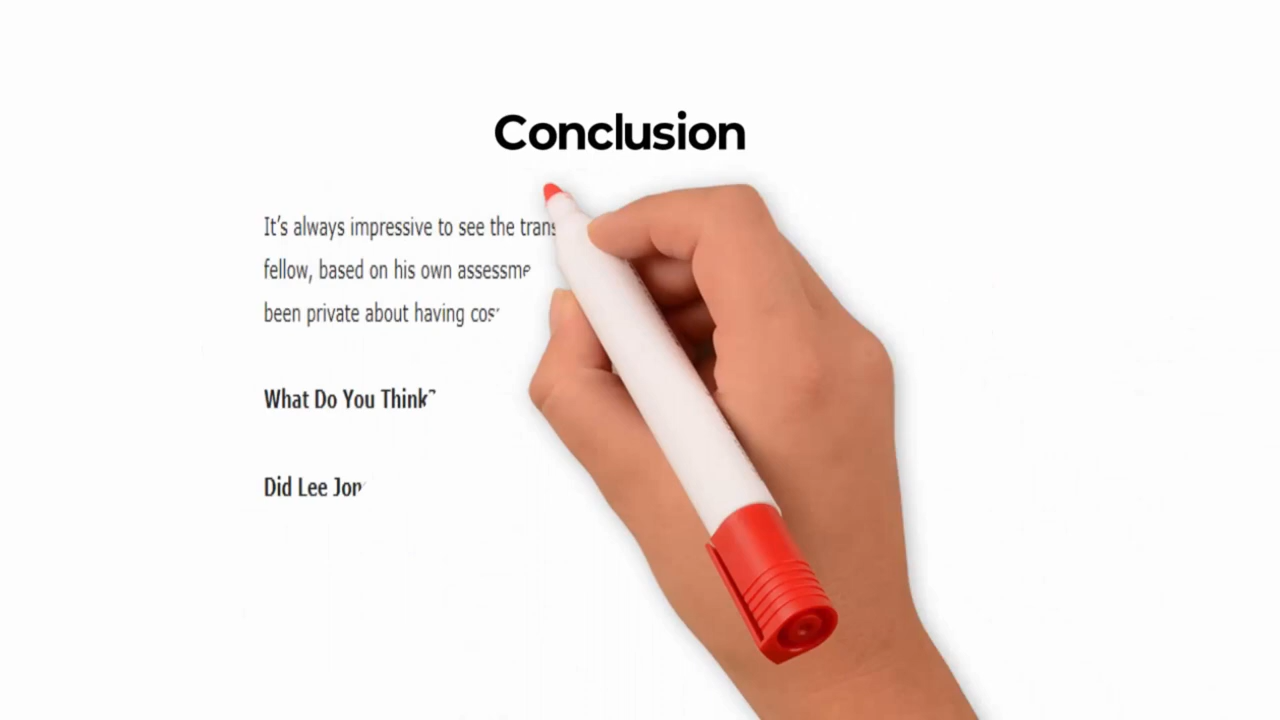 Conclusion
It's always impressive to see the
fellow, based on his own
been private about having
What Do You Think
Did Lee